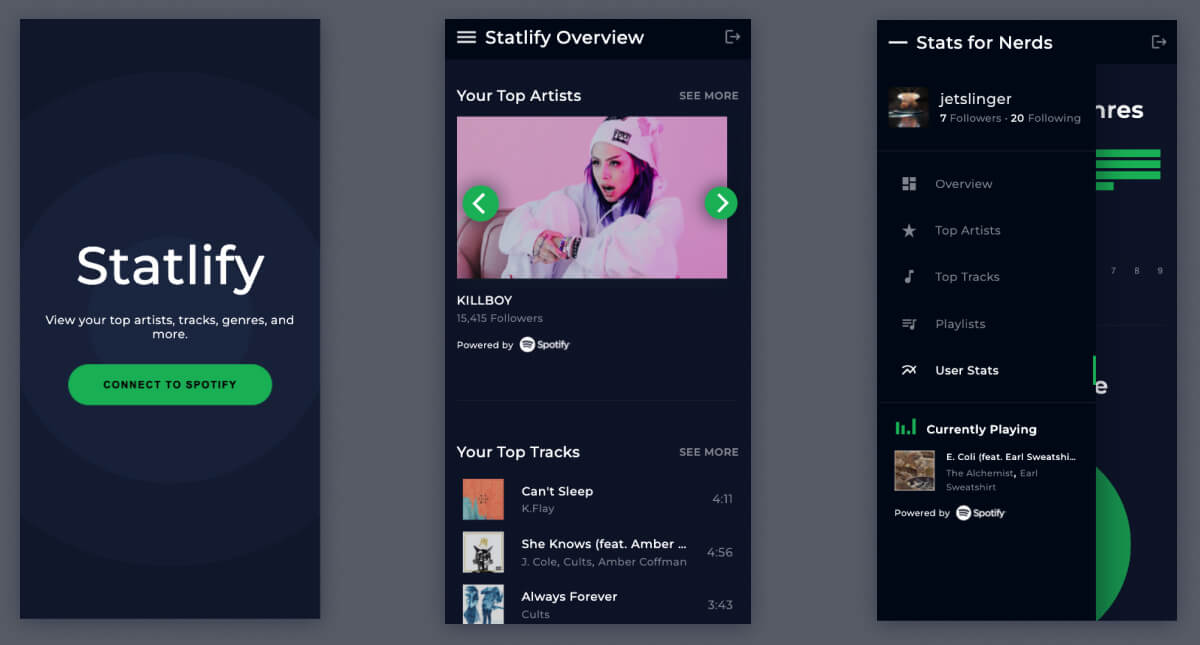 Statlify
View your top artists, tracks, genres, and
more.
CONNECT TO SPOTIFY
Statlify Overview
Your Top Artists
SEE MORE
KILLBOY
15,415 Followers
Powered by Spotify
Your Top Tracks
SEE MORE
Can't Sleep
K.Flay
4:11
She Knows (feat. Amber ...
J. Cole, Cults, Amber Coffman
4:56
Always Forever
Cults
3:43
Stats for Nerds
jetslinger
7 Followers · 20 Following
Overview
Top Artists
Top Tracks
Playlists
User Stats
Currently Playing
E. Coli (feat. Earl Sweatshi...
The Alchemist, Earl
Sweatshirt
Powered by Spotify
nres
7 8 9
e